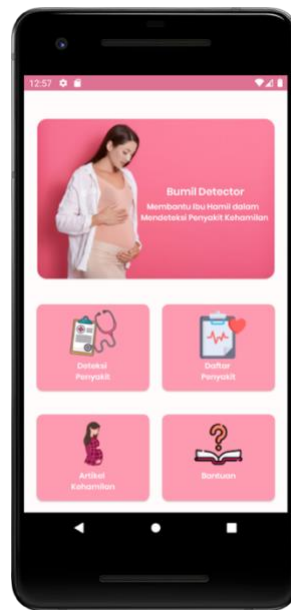 12:57
Bumil Detector
Membantu Ibu Hamil dalam
Mendeteksi Penyakit Kehamilan
Deteksi
Penyakit
Daftar
Penyakit
Artikel
Kehamilan
Bantuan